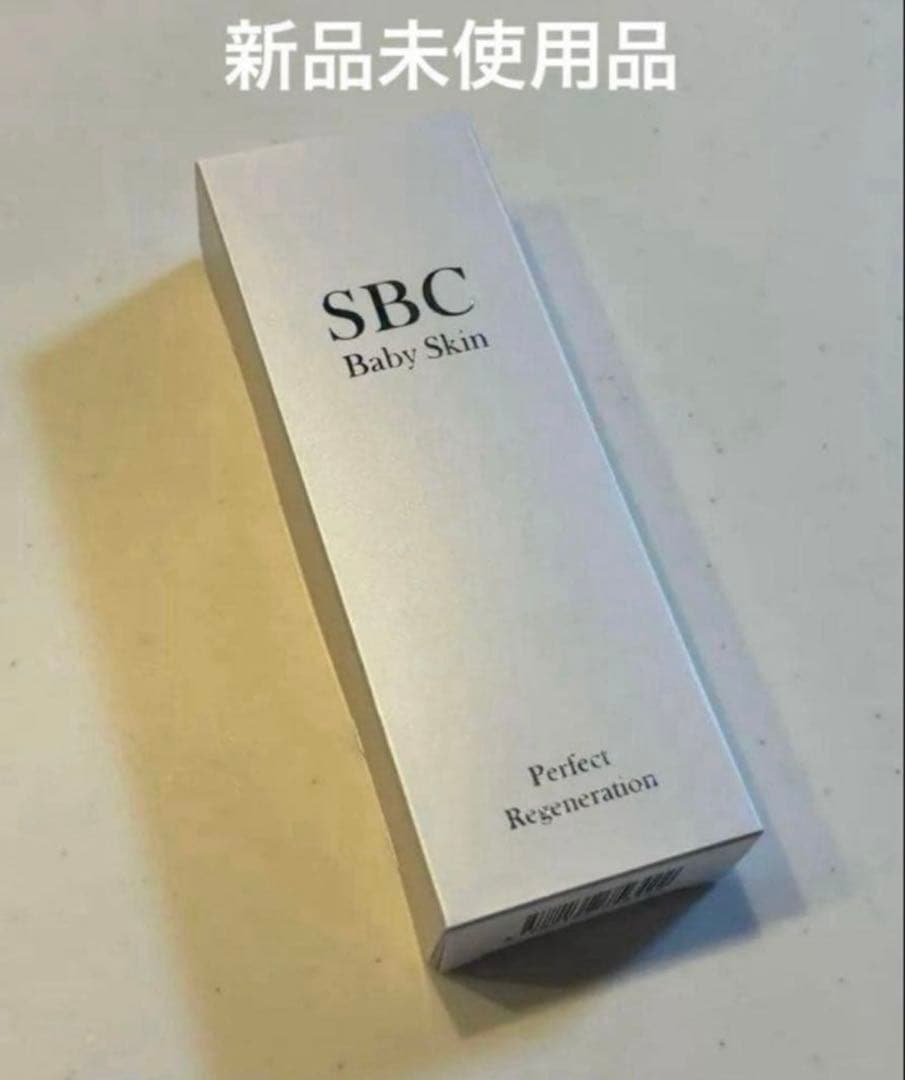 新品未使用品
SBC
Baby Skin
Perfect
Regeneration